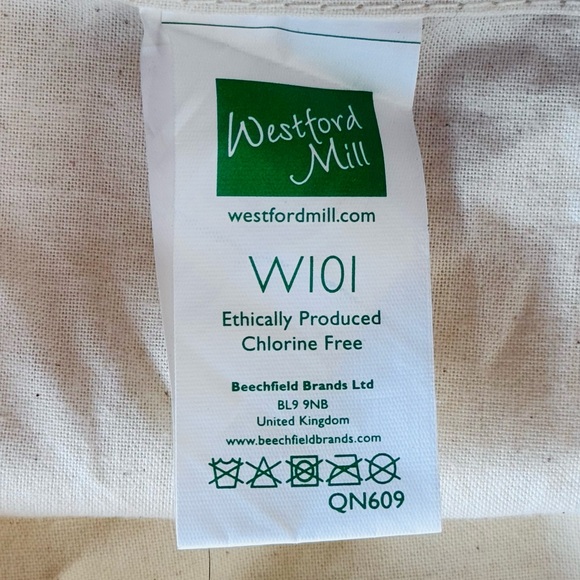 Westford
Mill
westfordmill.com
W101
Ethically Produced
Chlorine Free
Beechfield Brands Ltd
BL9 9NB
United Kingdom
www.beechfieldbrands.com
QN609